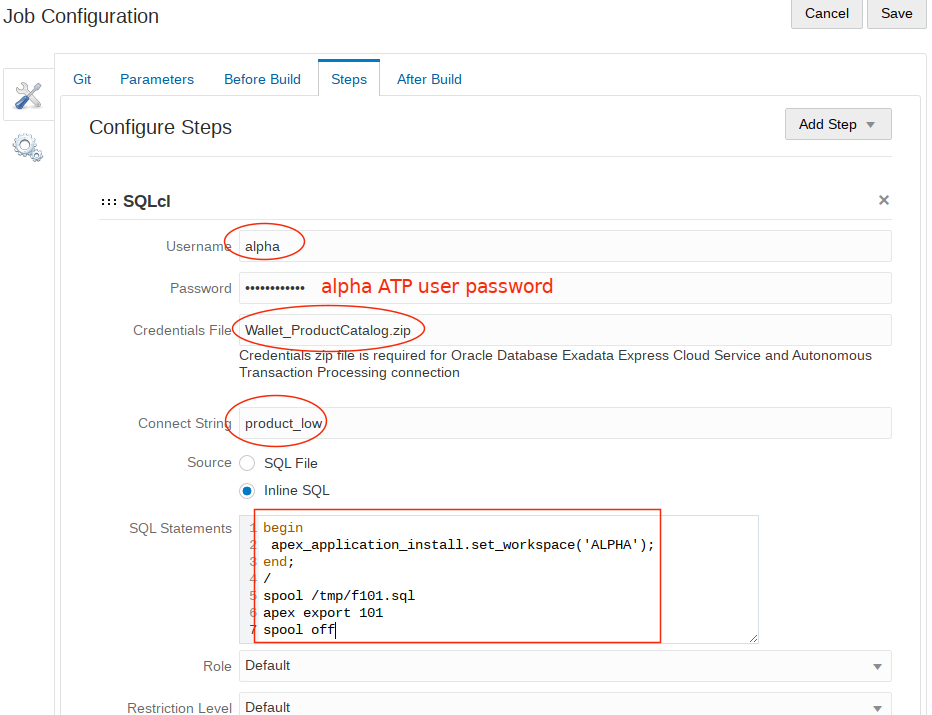 Job Configuration
Cancel
Save
Git
Parameters
Before Build
Steps
After Build
Configure Steps
Add Step
SQLcl
×
Username
alpha
Password
••••••••••••
alpha ATP user password
Credentials File
Wallet_ProductCatalog.zip
Credentials zip file is required for Oracle Database Exadata Express Cloud Service and Autonomous
Transaction Processing connection
Connect String
product_low
Source
SQL File
Inline SQL
SQL Statements
1 begin
2 apex_application_install.set_workspace('ALPHA');
3 end;
4 /
5 spool /tmp/f101.sql
6 apex export 101
7 spool off
Role
Default
Restriction Level
Default